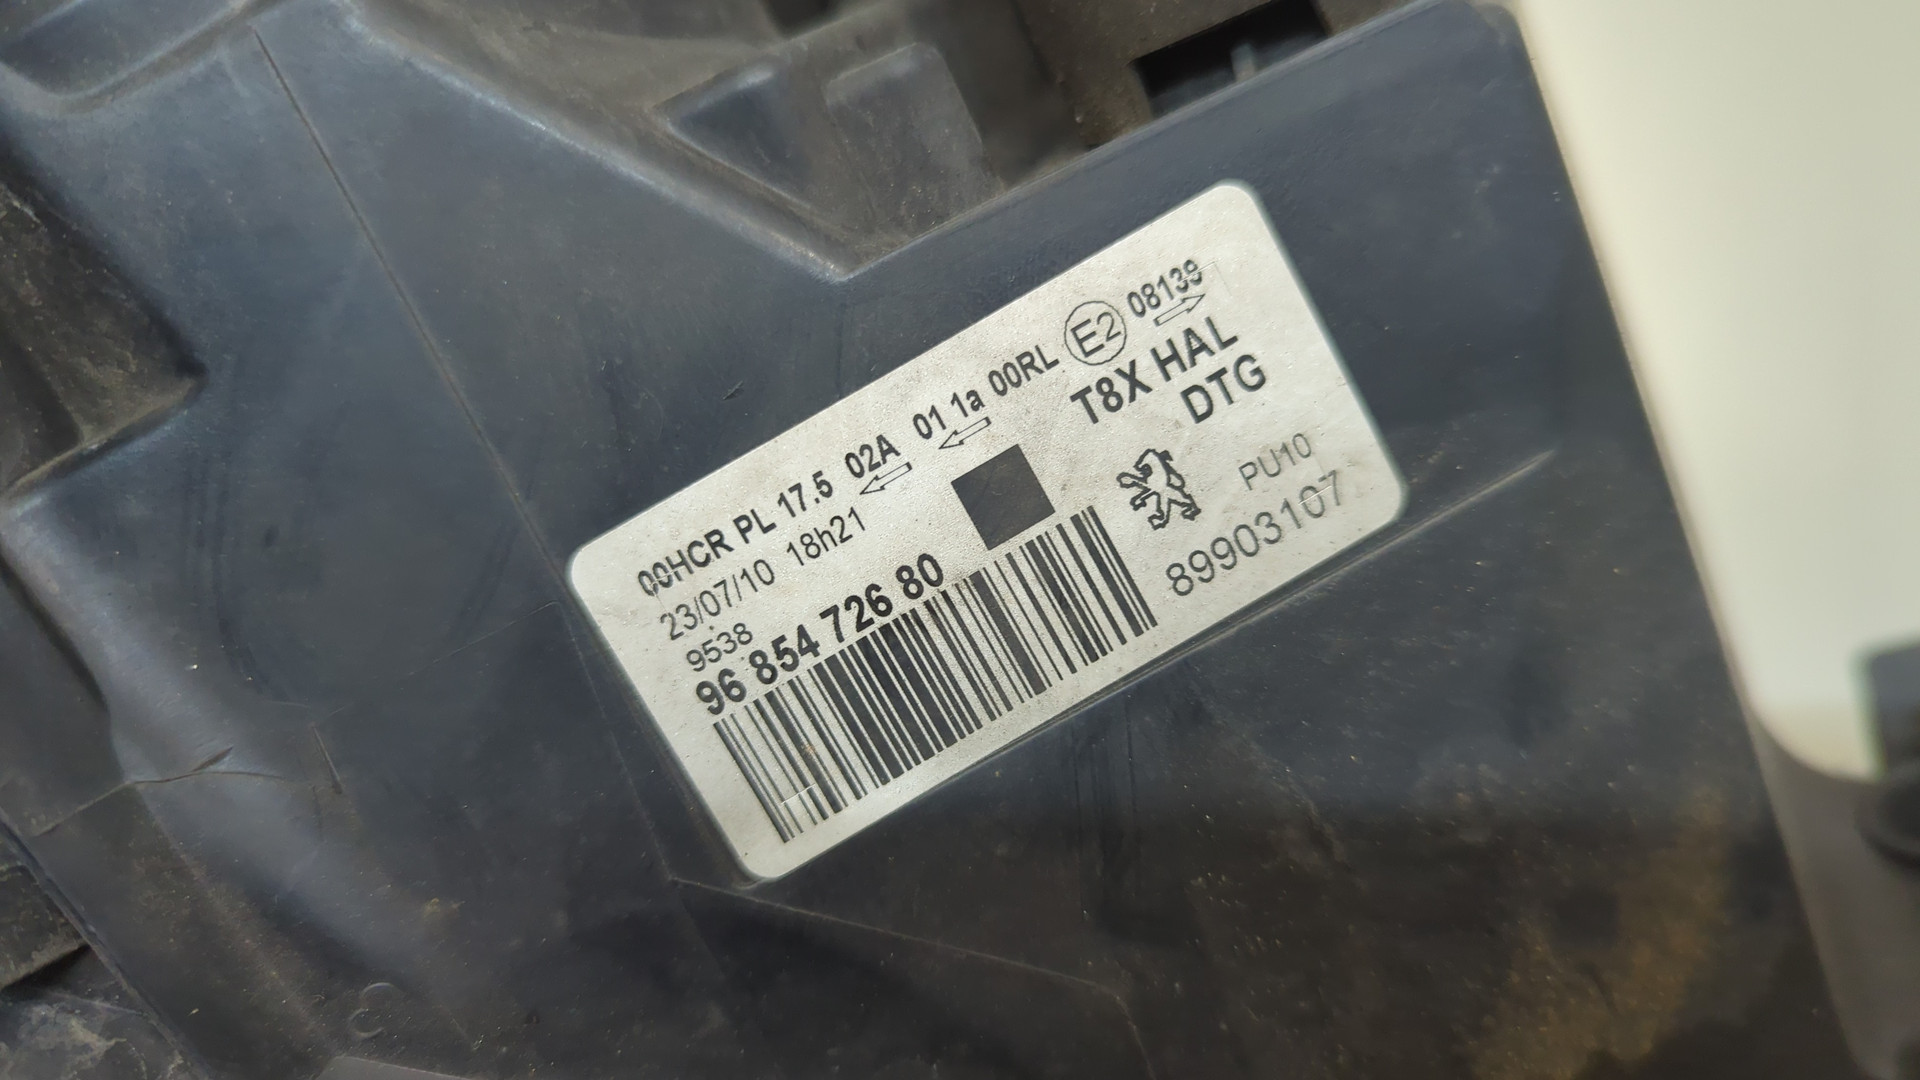 00HCR PL 17.5 02A 01 1a 00RL E2 08139
23/07/10 18h21
T8X HAL
DTG
9538
96 854 726 80
PU10
89903107